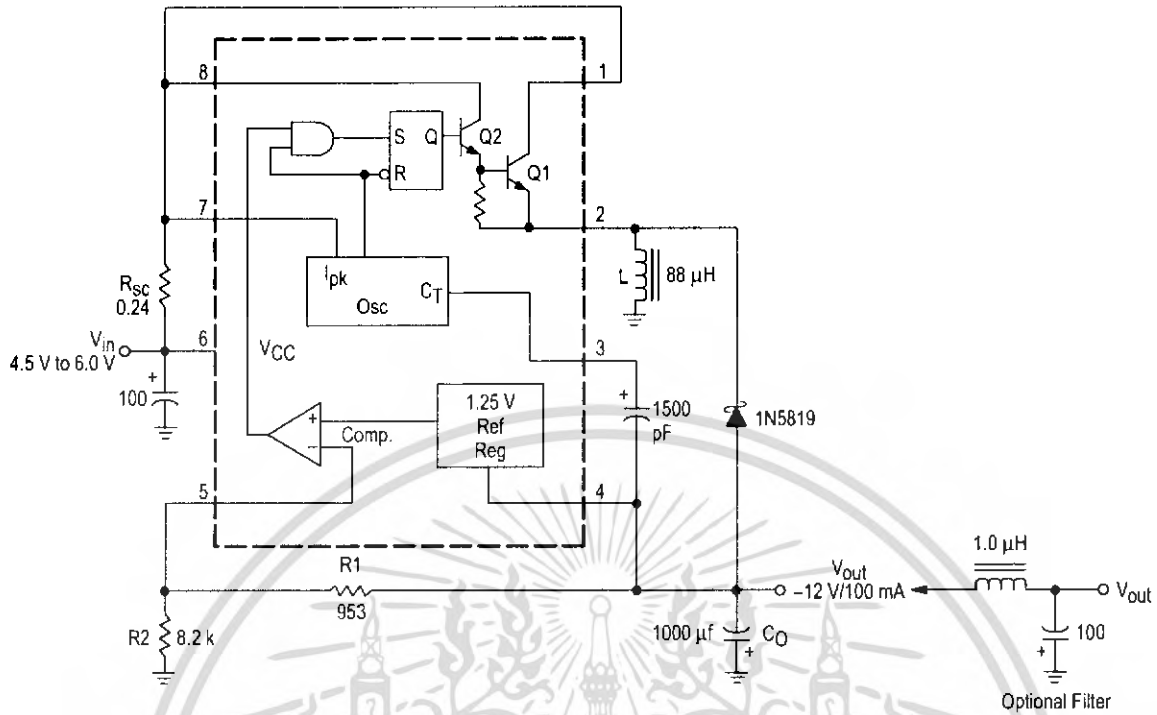 8
1
S
Q
Q2
R
Q1
7
2
Ipk
CT
Osc
L
88 μH
Rsc
0.24
Vin
4.5 V to 6.0 V
6
VCC
3
100
+
1.25 V
Ref
Reg
+
1500
pF
1N5819
+
−
Comp.
5
4
R1
953
1.0 μH
Vout
−12 V/100 mA
Vout
R2
8.2 k
1000 μf
CO
+
100
+
Optional Filter